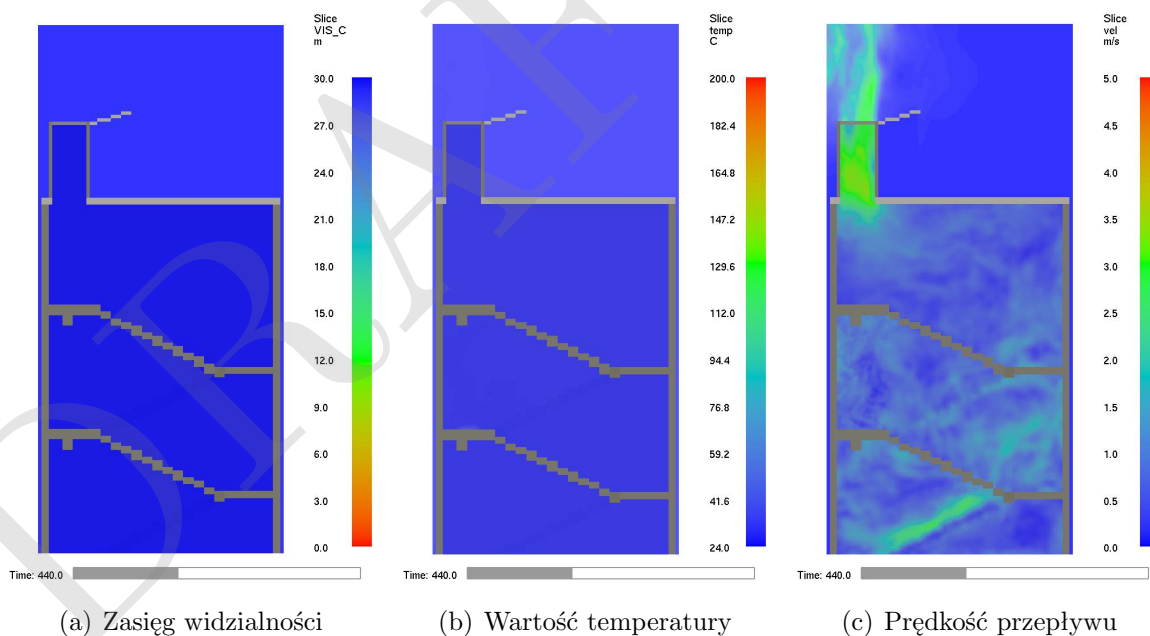 Slice
VIS_C
m
30.0
27.0
24.0
21.0
18.0
15.0
12.0
9.0
6.0
3.0
0.0
Time: 440.0
(a) Zasięg widzialności
Slice
temp
C
200.0
182.4
164.8
147.2
129.6
112.0
94.4
76.8
59.2
41.6
24.0
Time: 440.0
(b) Wartość temperatury
Slice
vel
m/s
5.0
4.5
4.0
3.5
3.0
2.5
2.0
1.5
1.0
0.5
0.0
Time: 440.0
(c) Prędkość przepływu
DRAF